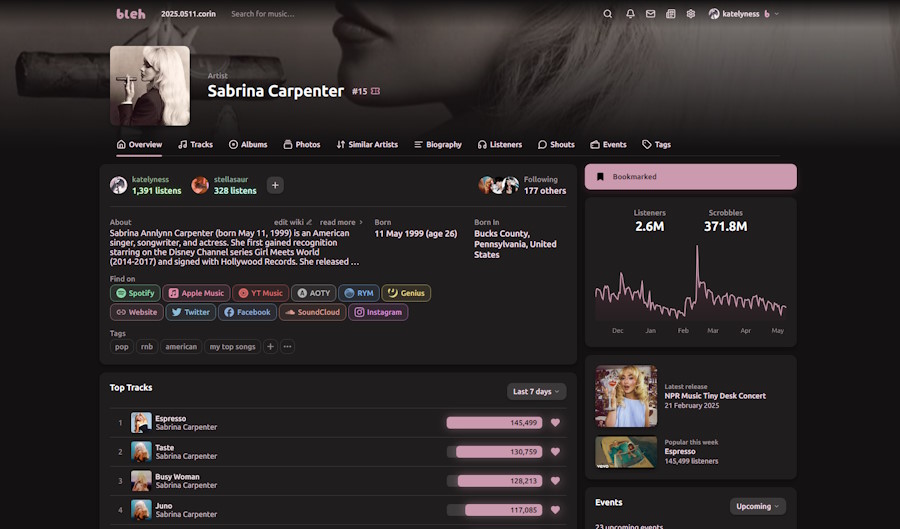 bleh
2025.0511.corin
Search for music...
katelyness
Artist
Sabrina Carpenter #15
Overview
Tracks
Albums
Photos
Similar Artists
Biography
Listeners
Shouts
Events
Tags
katelyness
1,391 listens
stellasaur
328 listens
+
Following
177 others
About
edit wiki
read more
Sabrina Annlynn Carpenter (born May 11, 1999) is an American
singer, songwriter, and actress. She first gained recognition
starring on the Disney Channel series Girl Meets World
(2014-2017) and signed with Hollywood Records. She released ...
Born
11 May 1999 (age 26)
Born In
Bucks County,
Pennsylvania, United
States
Find on
Spotify
Apple Music
YT Music
AOTY
RYM
Genius
Website
Twitter
Facebook
SoundCloud
Instagram
Tags
pop
rnb
american
my top songs
+
Top Tracks
Last 7 days
1
Espresso
Sabrina Carpenter
145,499
2
Taste
Sabrina Carpenter
130,759
3
Busy Woman
Sabrina Carpenter
128,213
4
Juno
Sabrina Carpenter
117,085
Bookmarked
Listeners
2.6M
Scrobbles
371.8M
Dec
Jan
Feb
Mar
Apr
May
Latest release
NPR Music Tiny Desk Concert
21 February 2025
vevo
Popular this week
Espresso
145,499 listeners
Events
Upcoming
23 upcoming events